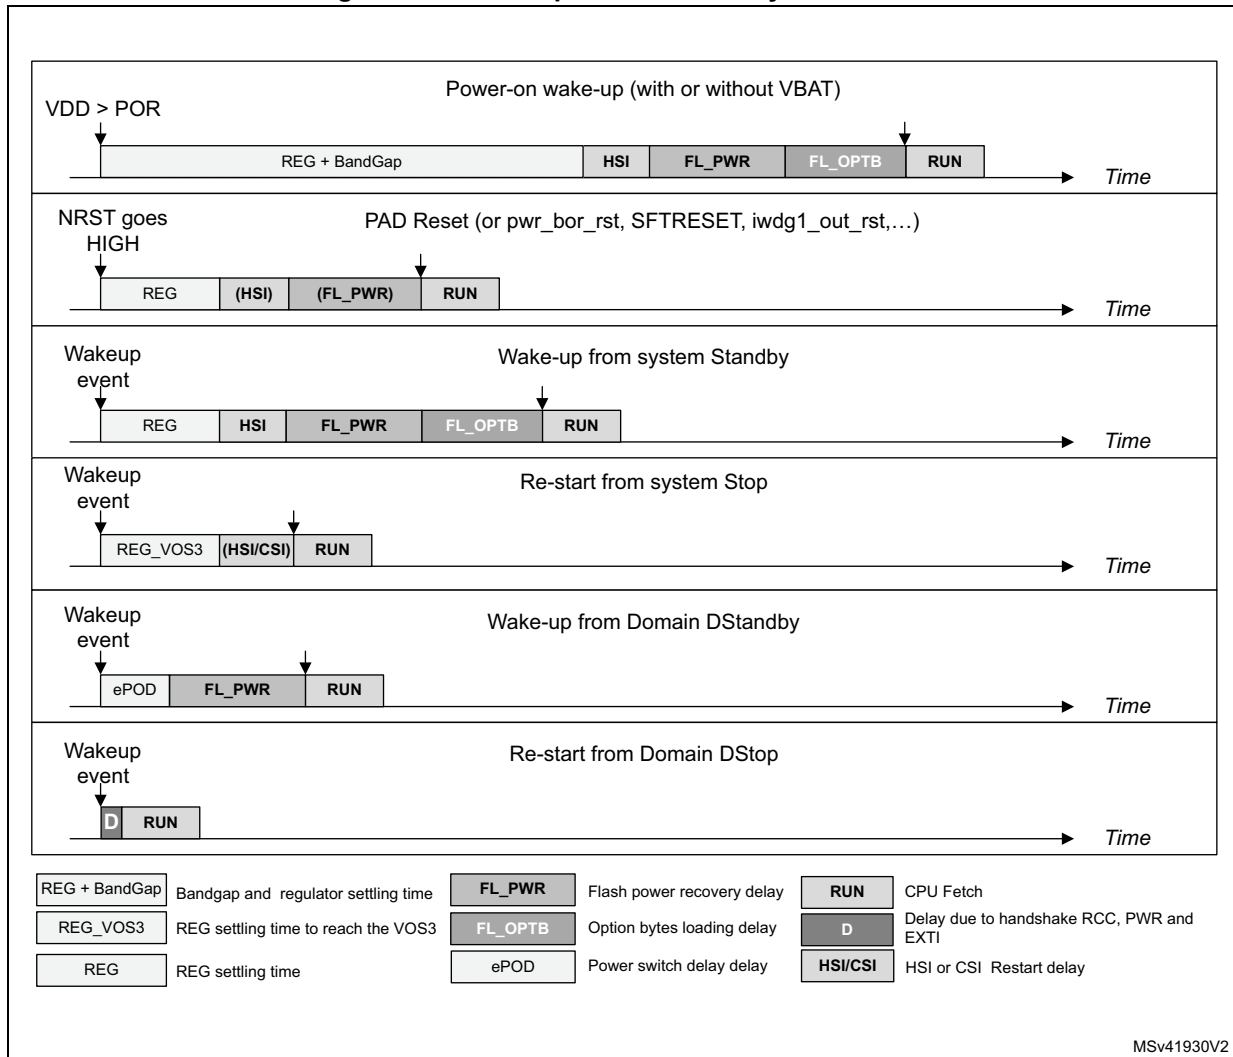 Power-on wake-up (with or without VBAT)
VDD > POR
REG + BandGap HSI FL_PWR FL_OPTB RUN
Time
NRST goes
HIGH
PAD Reset (or pwr_bor_rst, SFTRESET, iwdg1_out_rst,…)
REG (HSI) (FL_PWR) RUN
Time
Wakeup
event
Wake-up from system Standby
REG HSI FL_PWR FL_OPTB RUN
Time
Wakeup
event
Re-start from system Stop
REG_VOS3 (HSI/CSI) RUN
Time
Wakeup
event
Wake-up from Domain DStandby
ePOD FL_PWR RUN
Time
Wakeup
event
Re-start from Domain DStop
D RUN
Time
REG + BandGap Bandgap and regulator settling time
REG_VOS3 REG settling time to reach the VOS3
REG REG settling time
FL_PWR Flash power recovery delay
FL_OPTB Option bytes loading delay
ePOD Power switch delay delay
RUN CPU Fetch
D Delay due to handshake RCC, PWR and
EXTI
HSI/CSI HSI or CSI Restart delay
MSv41930V2